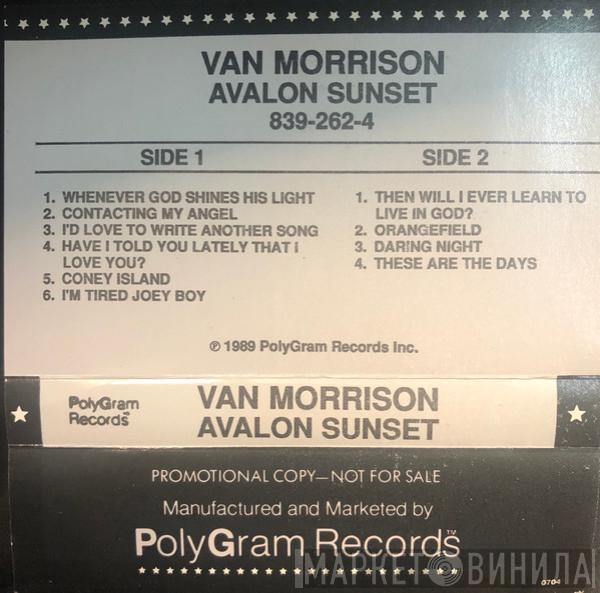 VAN MORRISON
AVALON SUNSET
839-262-4
SIDE 1
1. WHENEVER GOD SHINES HIS LIGHT
2. CONTACTING MY ANGEL
3. I'D LOVE TO WRITE ANOTHER SONG
4. HAVE I TOLD YOU LATELY THAT I
LOVE YOU?
5. CONEY ISLAND
6. I'M TIRED JOEY BOY
SIDE 2
1. THEN WILL I EVER LEARN TO
LIVE IN GOD?
2. ORANGEFIELD
3. DARING NIGHT
4. THESE ARE THE DAYS
℗ 1989 PolyGram Records Inc.
PolyGram
Records
VAN MORRISON
AVALON SUNSET
PROMOTIONAL COPY—NOT FOR SALE
Manufactured and Marketed by
PolyGram Records™
МАРКЕТ ВИНИЛА
0704